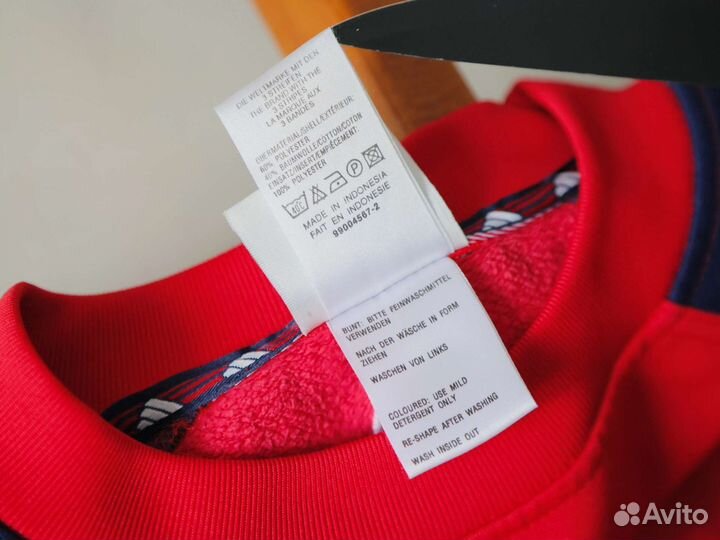 DIE WELTMARKE MIT DEN
3 STREIFEN
THE BRAND WITH THE
3 STRIPES
LA MARQUE AUX
3 BANDES
OBERMATERIAL/SHELL/EXTÉRIEUR:
60% POLYESTER
40% BAUMWOLLE/COTTON/COTON
EINSATZ/INSERT/EMPIÈCEMENT:
100% POLYESTER
40°C
P
MADE IN INDONESIA
FAIT EN INDONESIE
99004567-2
BUNT: BITTE FEINWASCHMITTEL
VERWENDEN
NACH DER WÄSCHE IN FORM
ZIEHEN
WASCHEN VON LINKS
COLOURED: USE MILD
DETERGENT ONLY
RE-SHAPE AFTER WASHING
WASH INSIDE OUT
Avito